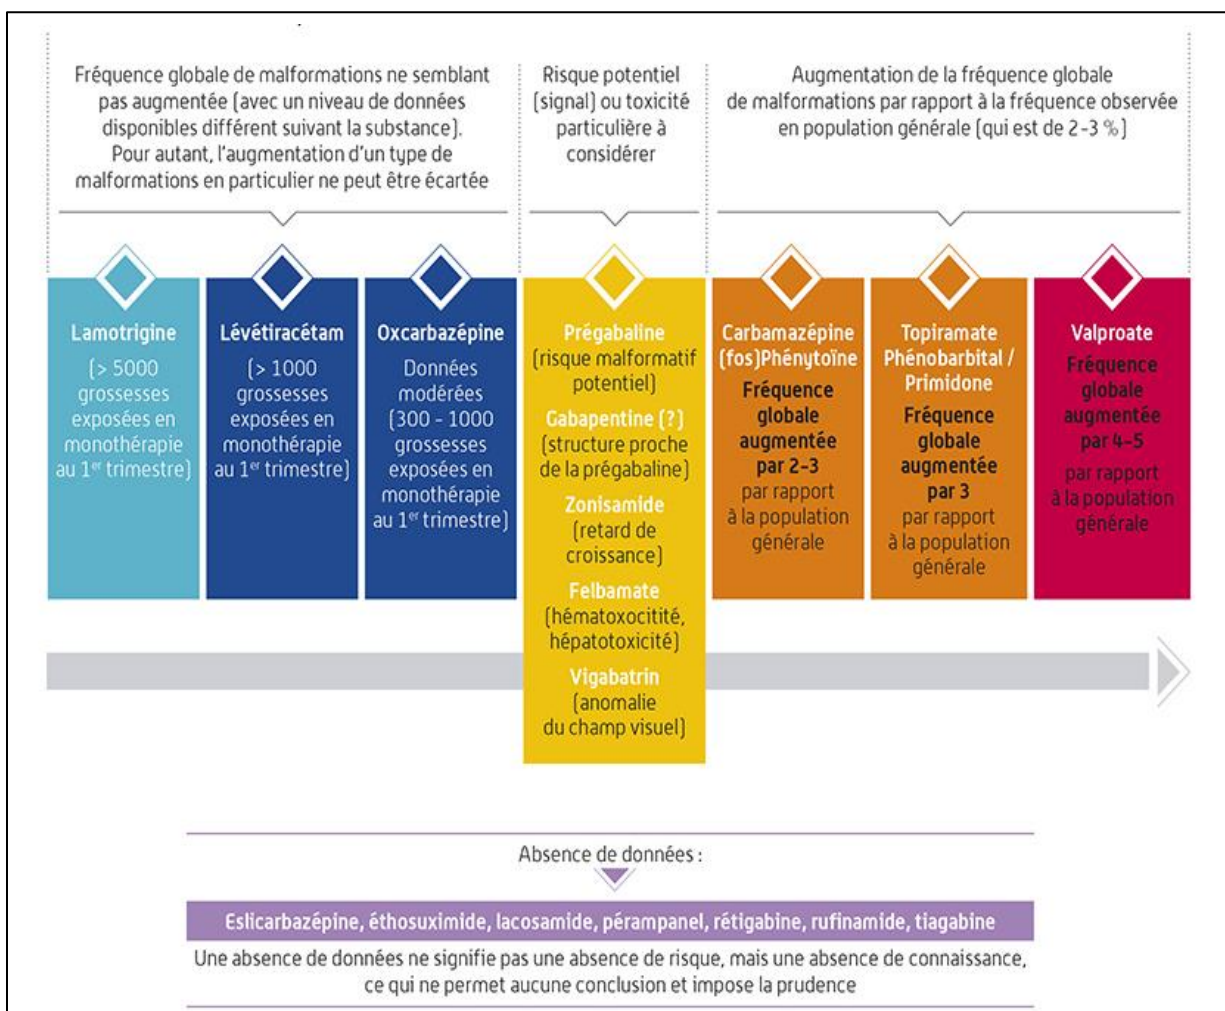 Fréquence globale de malformations ne semblant
pas augmentée (avec un niveau de données
disponibles différent suivant la substance).
Pour autant, l'augmentation d'un type de
malformations en particulier ne peut être écartée
Risque potentiel
(signal) ou toxicité
particulière à
considérer
Augmentation de la fréquence globale
de malformations par rapport à la fréquence observée
en population générale (qui est de 2-3 %)
Lamotrigine
(> 5000
grossesses
exposées en
monothérapie
au 1er trimestre)
Lévétiracétam
(> 1000
grossesses
exposées en
monothérapie
au 1er trimestre)
Oxcarbazépine
Données
modérées
(300 - 1000
grossesses
exposées en
monothérapie
au 1er trimestre)
Prégabaline
(risque malformatif
potentiel)
Gabapentine (?)
(structure proche
de la prégabaline)
Zonisamide
(retard de
croissance)
Felbamate
(hématoxocitité,
hépatotoxicité)
Vigabatrin
(anomalie
du champ visuel)
Carbamazépine
(fos)Phénytoïne
Fréquence
globale
augmentée
par 2-3
par rapport
à la population
générale
Topiramate
Phénobarbital /
Primidone
Fréquence
globale
augmentée
par 3
par rapport
à la population
générale
Valproate
Fréquence
globale
augmentée
par 4-5
par rapport
à la population
générale
Absence de données :
Eslicarbazépine, éthosuximide, lacosamide, pérampanel, rétigabine, rufinamide, tiagabine
Une absence de données ne signifie pas une absence de risque, mais une absence de connaissance,
ce qui ne permet aucune conclusion et impose la prudence